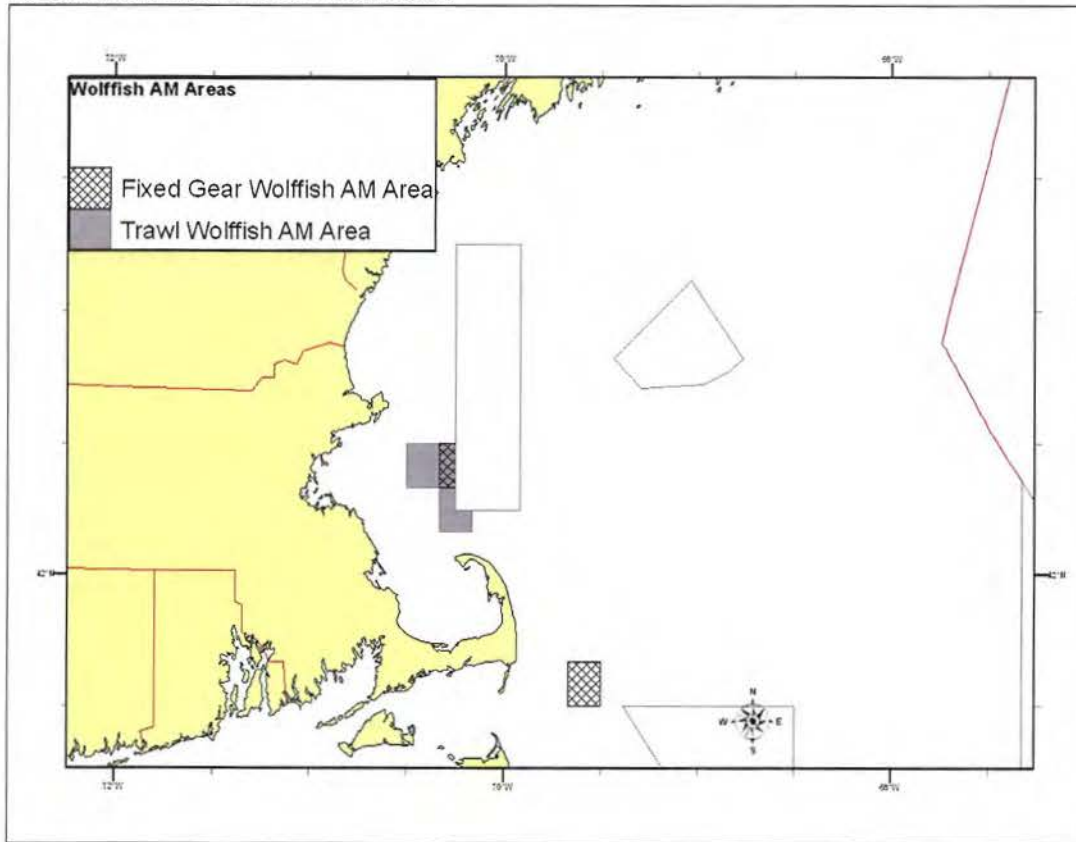 72°W 70°W 68°W
Wolffish AM Areas
Fixed Gear Wolffish AM Area
Trawl Wolffish AM Area
42°N 42°N
N
W E
S
72°W 70°W 68°W